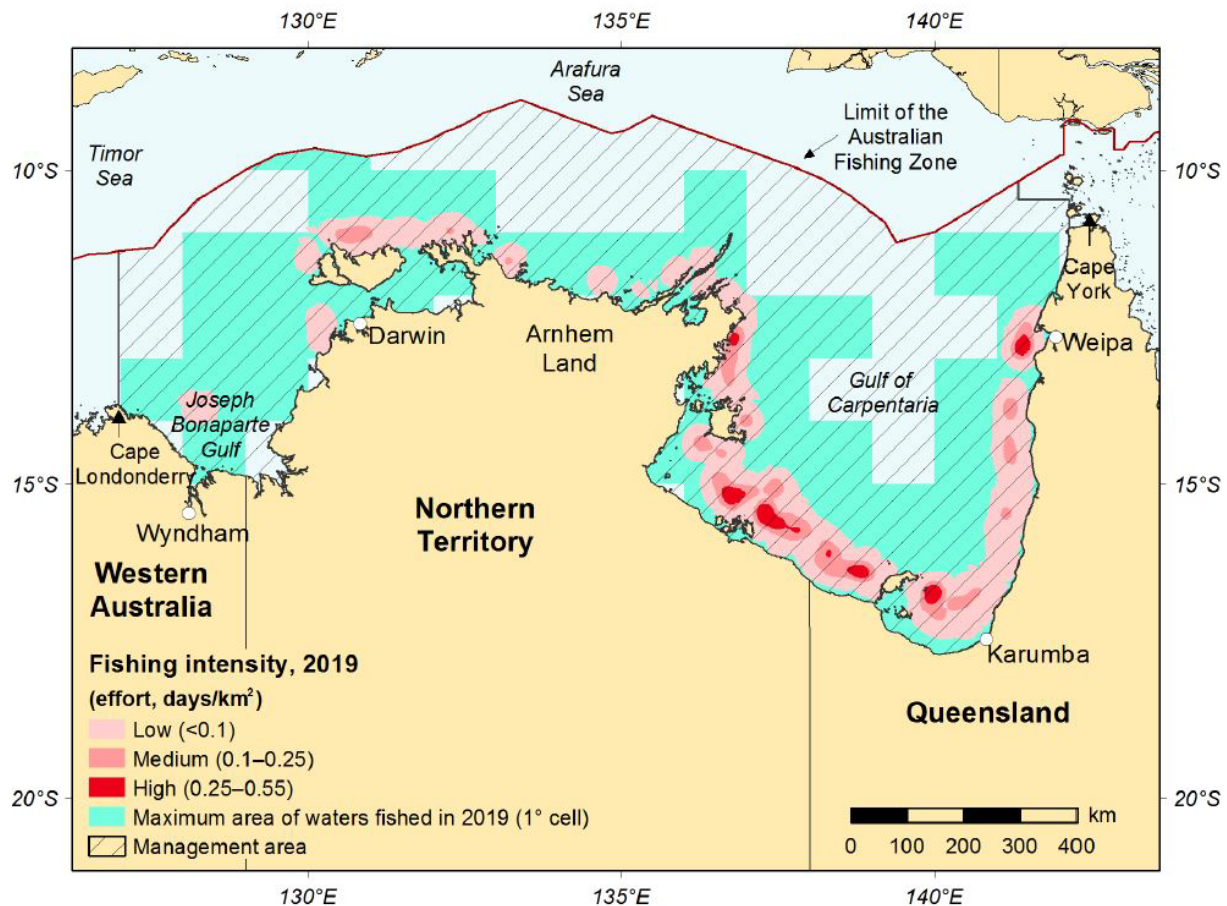 130°E
135°E
140°E
Arafura
Sea
Limit of the
Australian
Fishing Zone
Timor
Sea
10°S
10°S
Cape
York
Darwin
Arnhem
Land
Weipa
Joseph
Bonaparte
Gulf
Gulf of
Carpentaria
Cape
Londonderry
15°S
15°S
Wyndham
Northern
Territory
Western
Australia
Karumba
Fishing intensity, 2019
(effort, days/km²)
Low (<0.1)
Medium (0.1–0.25)
High (0.25–0.55)
Maximum area of waters fished in 2019 (1° cell)
Management area
Queensland
20°S
20°S
km
0 100 200 300 400
130°E
135°E
140°E